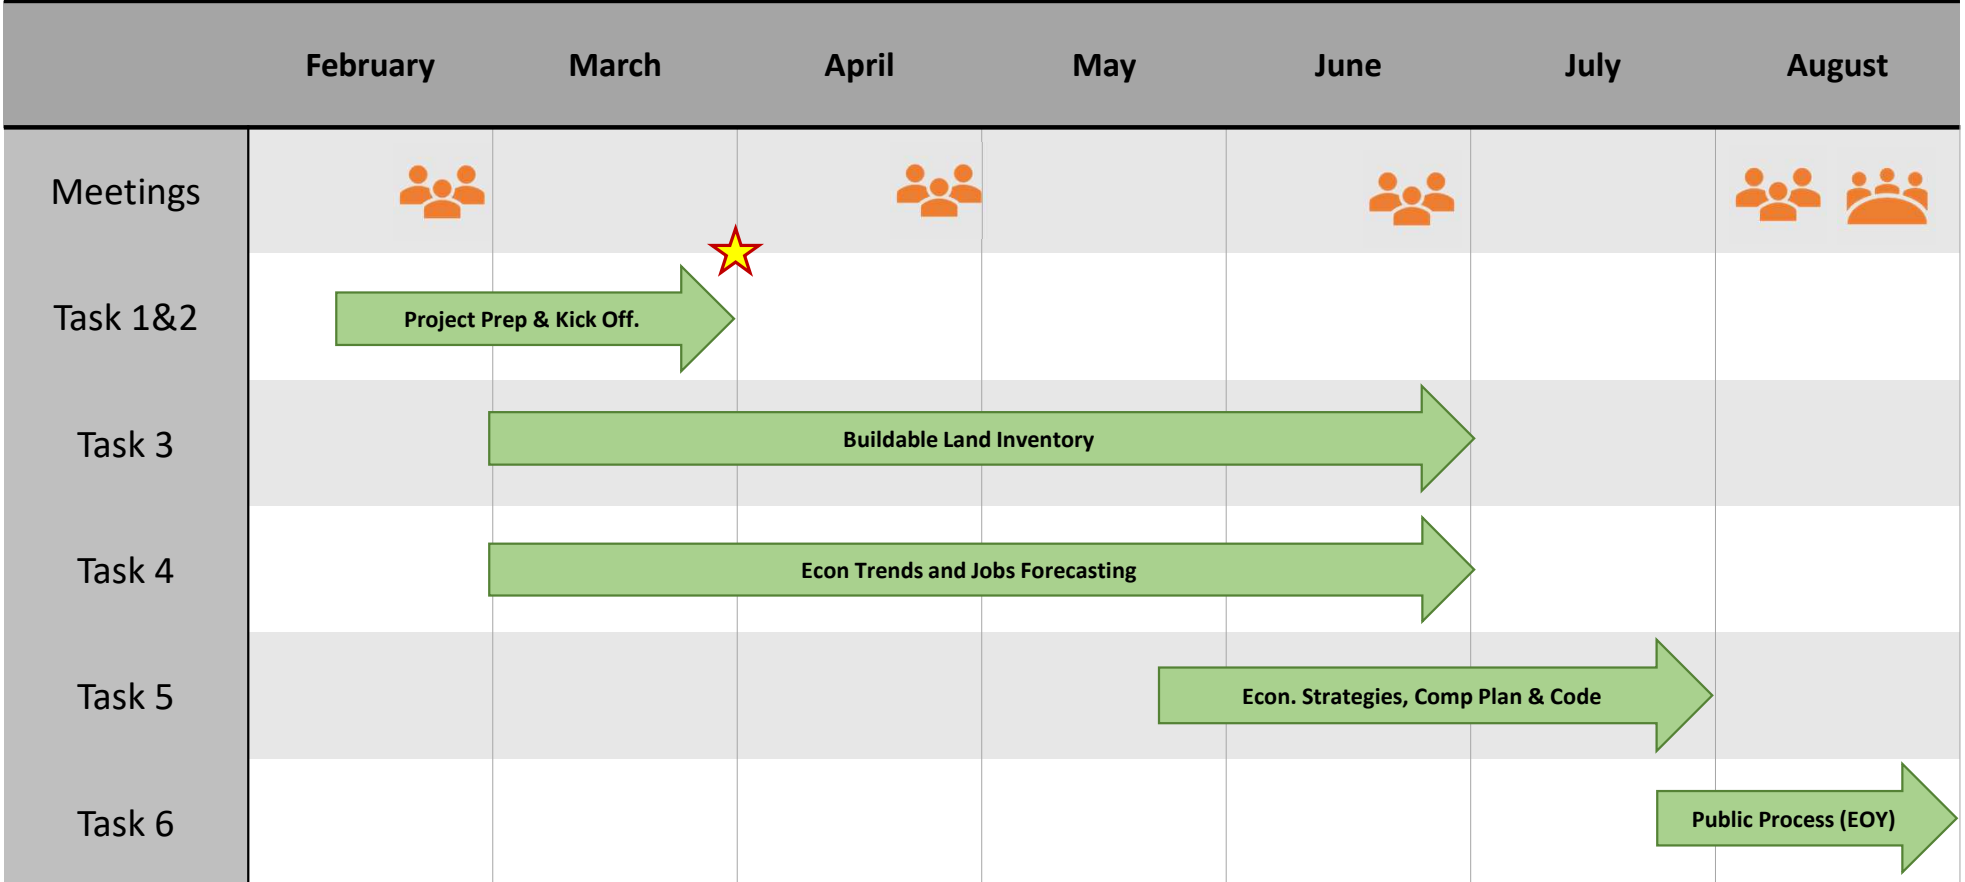 February March April May June July August
Meetings
Task 1&2
Project Prep & Kick Off.
Task 3
Buildable Land Inventory
Task 4
Econ Trends and Jobs Forecasting
Task 5
Econ. Strategies, Comp Plan & Code
Task 6
Public Process (EOY)